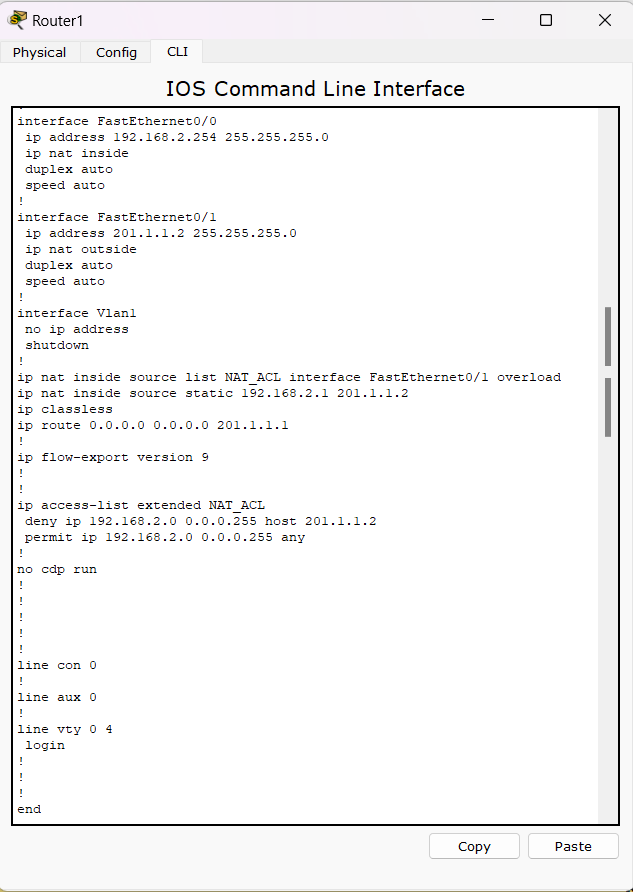 Router1
Physical Config CLI
IOS Command Line Interface
!
interface FastEthernet0/0
 ip address 192.168.2.254 255.255.255.0
 ip nat inside
 duplex auto
 speed auto
!
interface FastEthernet0/1
 ip address 201.1.1.2 255.255.255.0
 ip nat outside
 duplex auto
 speed auto
!
interface Vlan1
 no ip address
 shutdown
!
ip nat inside source list NAT_ACL interface FastEthernet0/1 overload
ip nat inside source static 192.168.2.1 201.1.1.2
ip classless
ip route 0.0.0.0 0.0.0.0 201.1.1.1
!
ip flow-export version 9
!
!
ip access-list extended NAT_ACL
 deny ip 192.168.2.0 0.0.0.255 host 201.1.1.2
 permit ip 192.168.2.0 0.0.0.255 any
!
no cdp run
!
!
!
!
!
line con 0
!
line aux 0
!
line vty 0 4
 login
!
!
!
end
Copy Paste